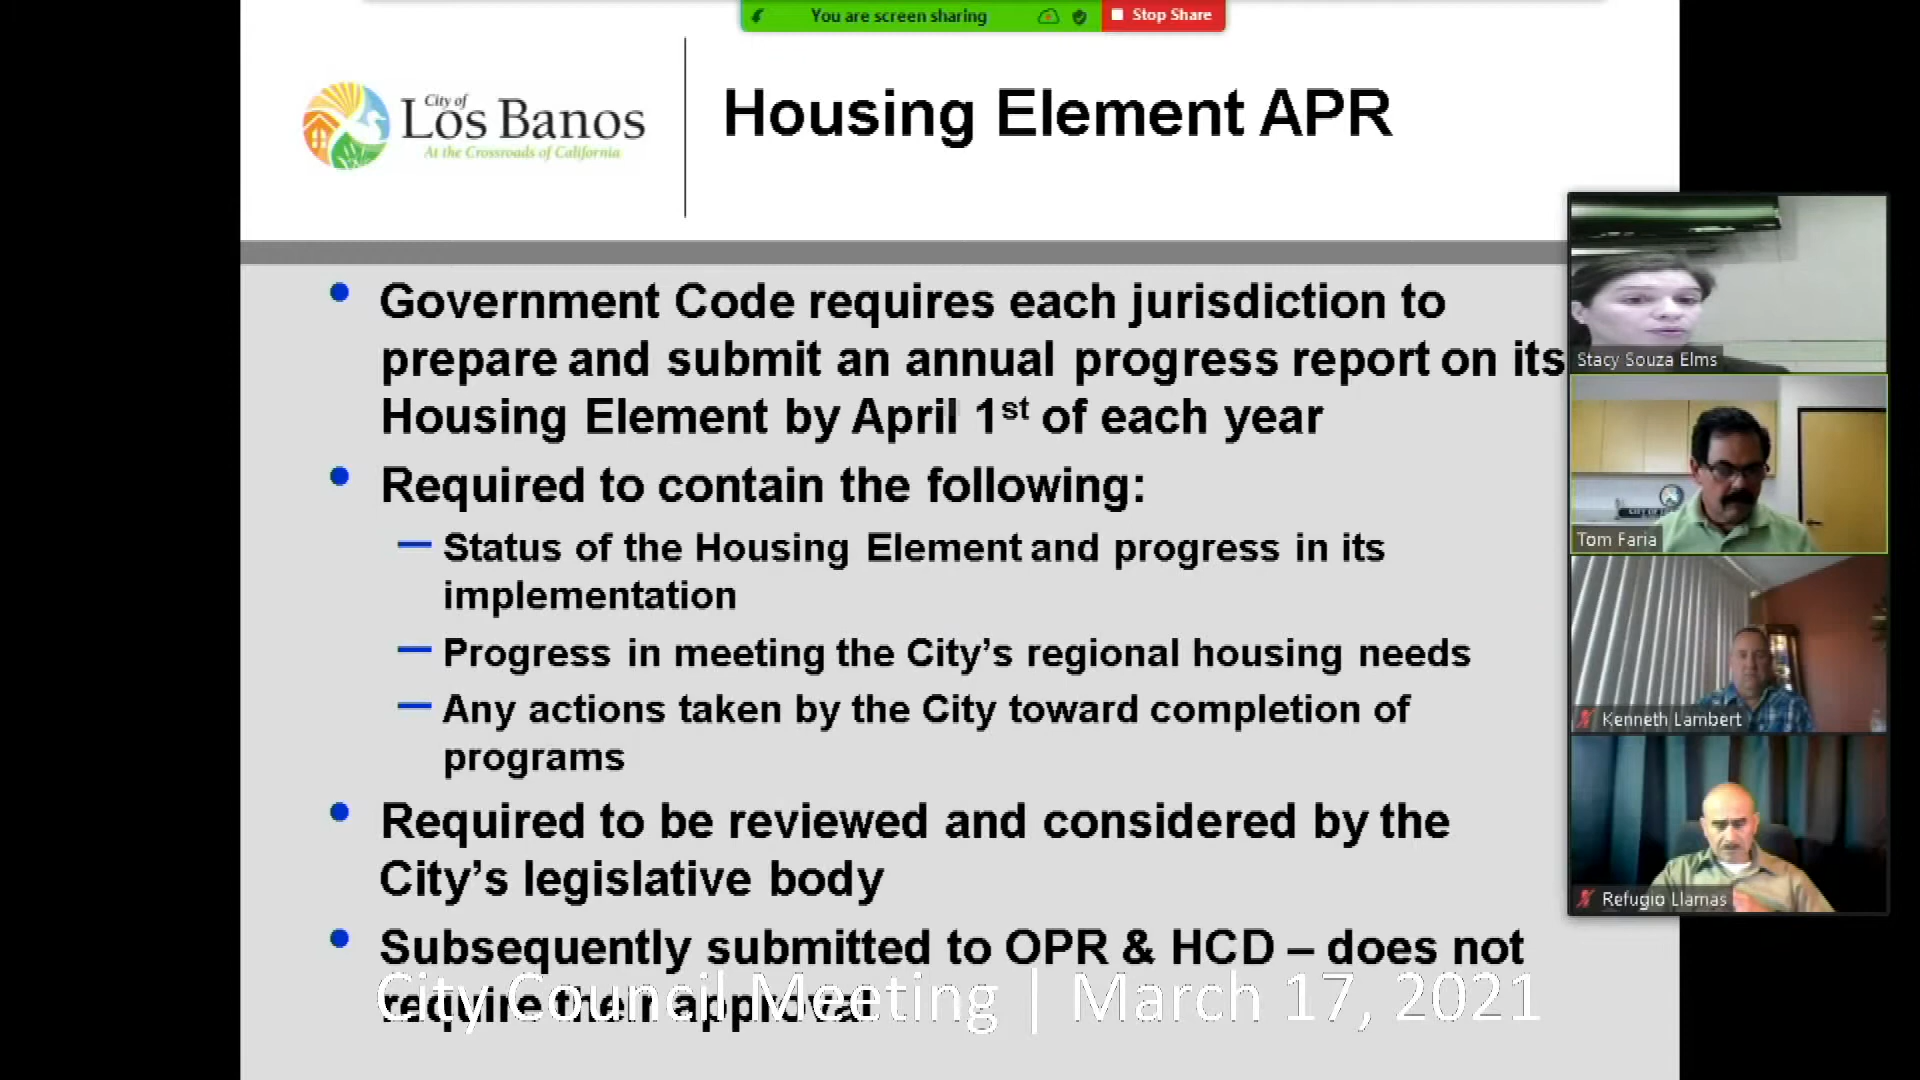 You are screen sharing
Stop Share
City of
Los Banos
At the Crossroads of California
Housing Element APR
Government Code requires each jurisdiction to
prepare and submit an annual progress report on its
Housing Element by April 1st of each year
Required to contain the following:
Status of the Housing Element and progress in its
implementation
Progress in meeting the City's regional housing needs
Any actions taken by the City toward completion of
programs
Required to be reviewed and considered by the
City's legislative body
Subsequently submitted to OPR & HCD – does not
require their approval
City Council Meeting | March 17, 2021
Stacy Souza Elms
Tom Faria
Kenneth Lambert
Refugio Llamas